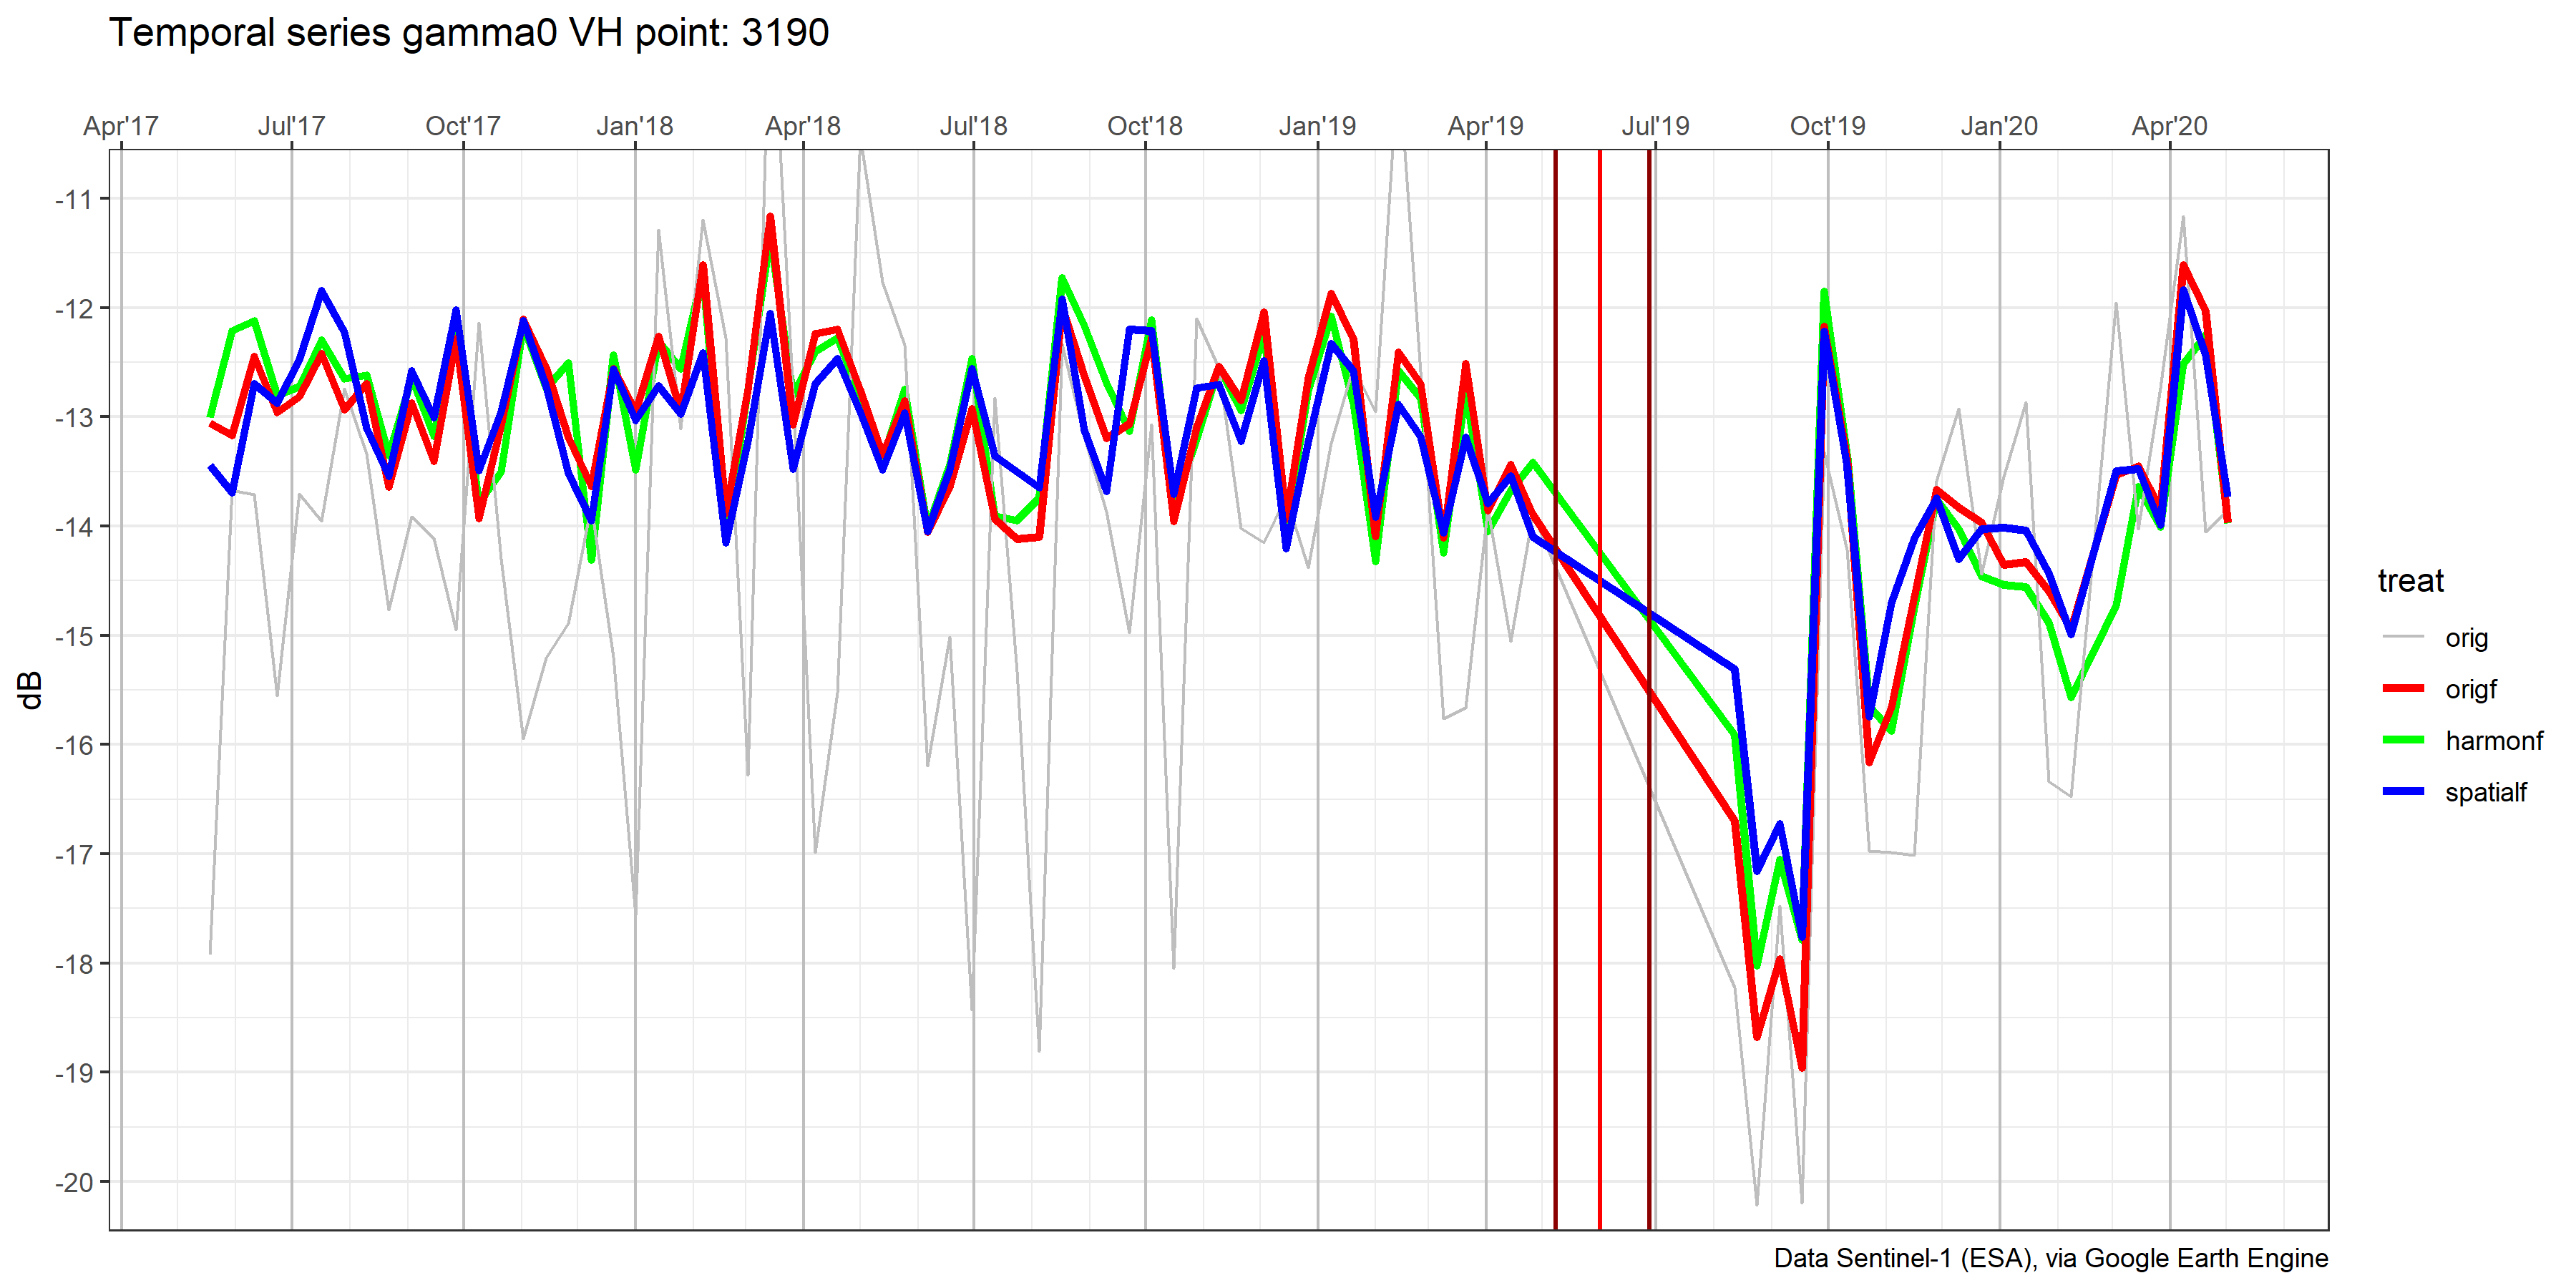 Temporal series gamma0 VH point: 3190
Apr'17 Jul'17 Oct'17 Jan'18 Apr'18 Jul'18 Oct'18 Jan'19 Apr'19 Jul'19 Oct'19 Jan'20 Apr'20
-11
-12
-13
-14
-15
-16
-17
-18
-19
-20
dB
treat
orig
origf
harmonf
spatialf
Data Sentinel-1 (ESA), via Google Earth Engine